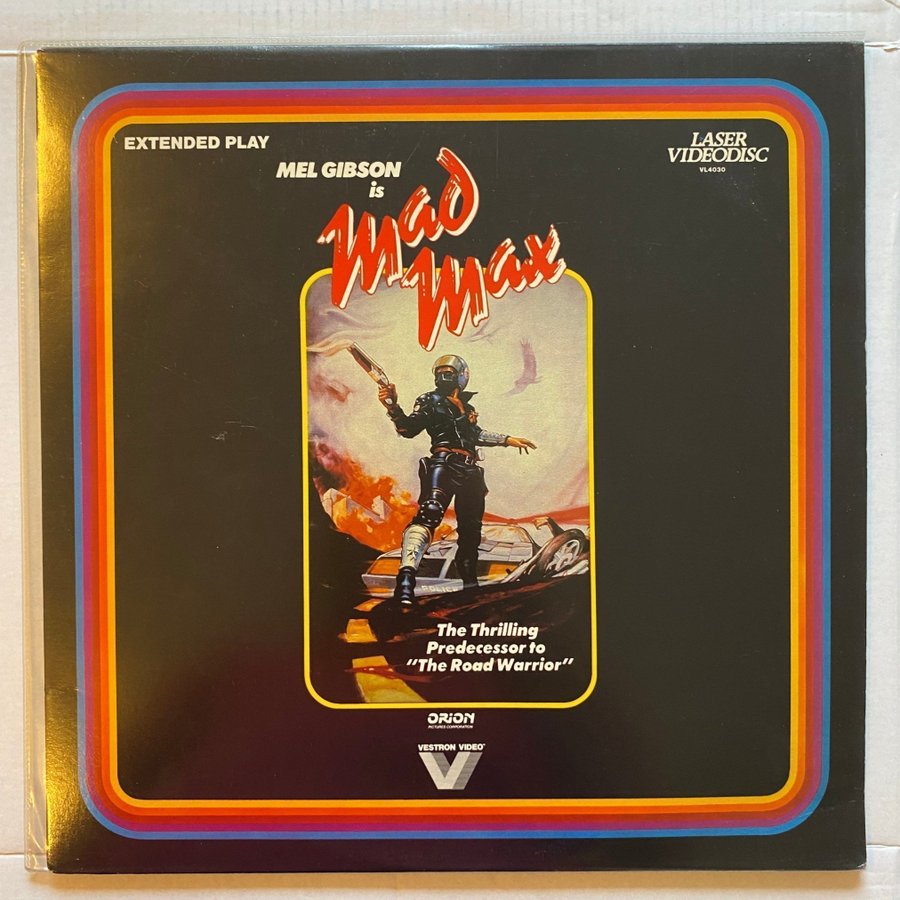 EXTENDED PLAY
LASER
VIDEODISC
VL4030
MEL GIBSON
is
Mad
Max
POLICE
The Thrilling
Predecessor to
"The Road Warrior"
ORION
PICTURES CORPORATION
VESTRON VIDEO
V